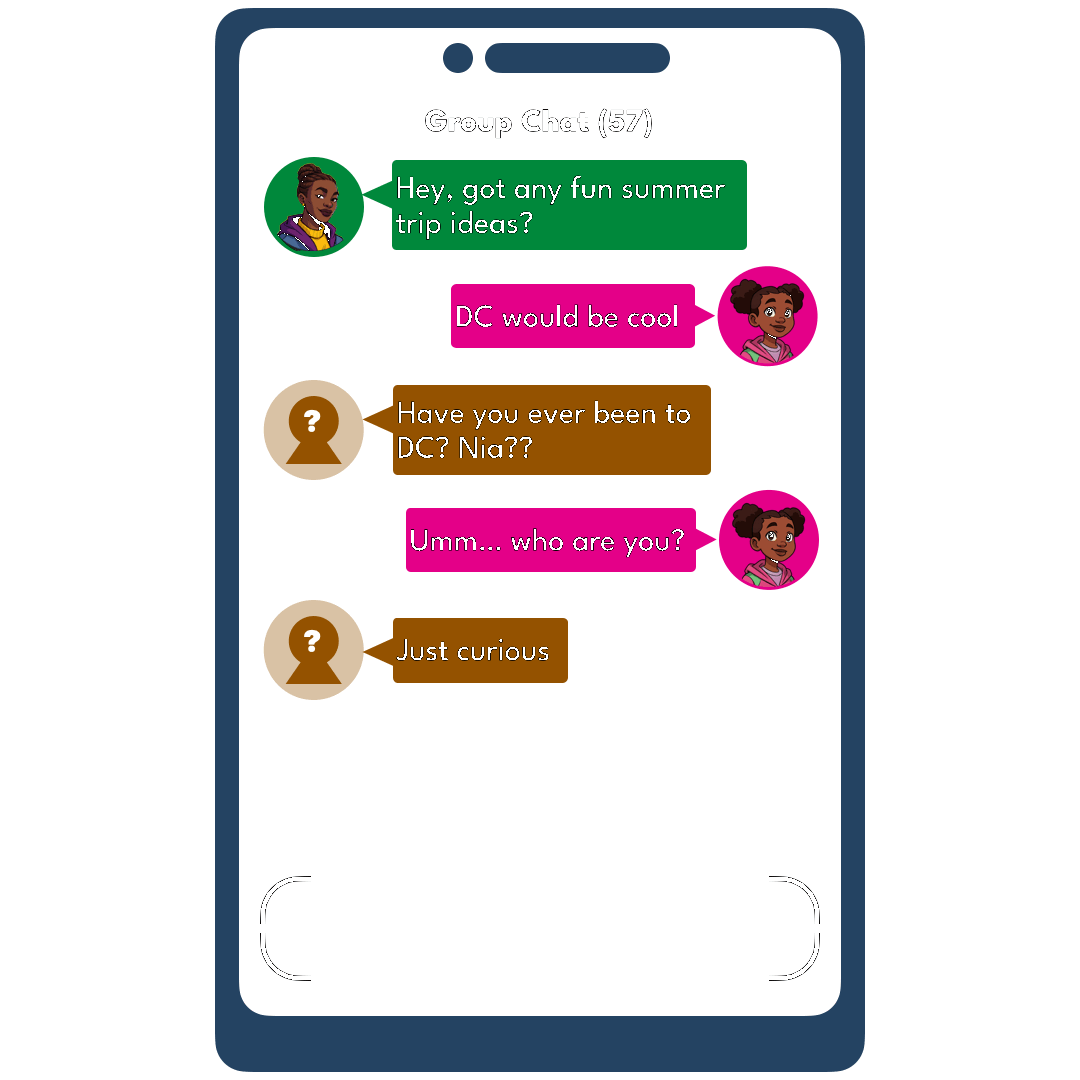 Group Chat (57)
Hey, got any fun summer
trip ideas?
DC would be cool
?
Have you ever been to
DC? Nia??
Umm... who are you?
?
Just curious